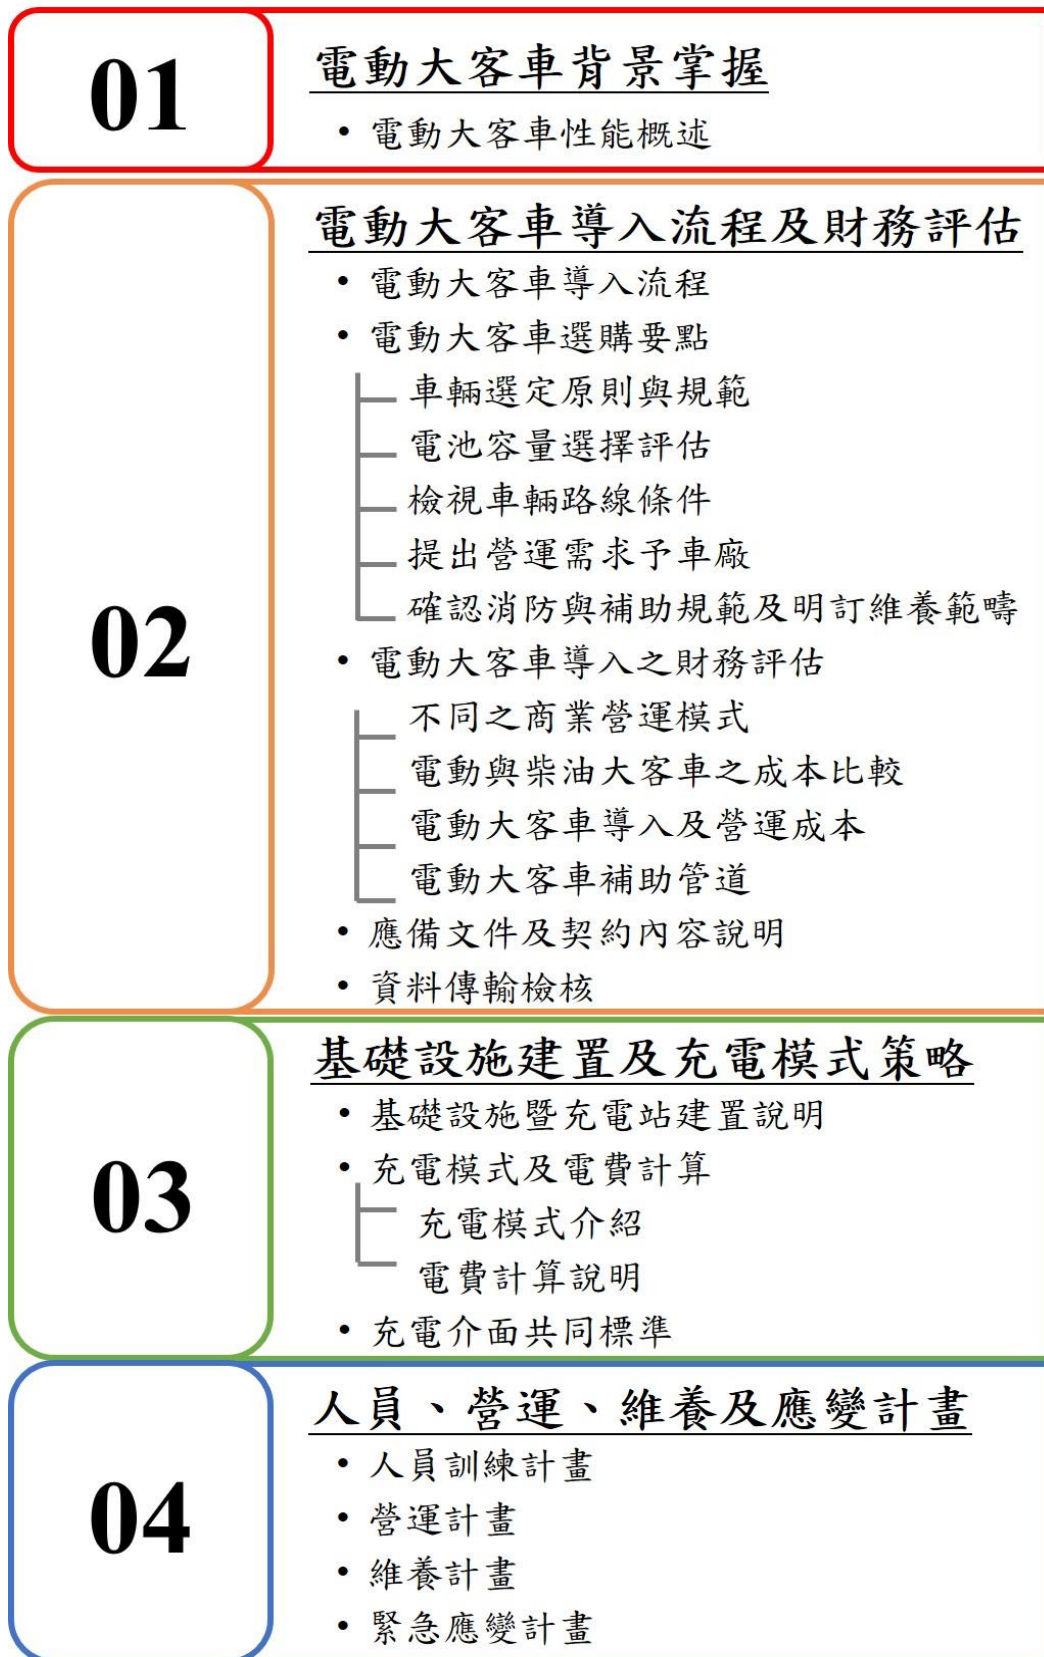 01
電動大客車背景掌握
• 電動大客車性能概述
02
電動大客車導入流程及財務評估
• 電動大客車導入流程
• 電動大客車選購要點
車輛選定原則與規範
電池容量選擇評估
檢視車輛路線條件
提出營運需求予車廠
確認消防與補助規範及明訂維養範疇
• 電動大客車導入之財務評估
不同之商業營運模式
電動與柴油大客車之成本比較
電動大客車導入及營運成本
電動大客車補助管道
• 應備文件及契約內容說明
• 資料傳輸檢核
03
基礎設施建置及充電模式策略
• 基礎設施暨充電站建置說明
• 充電模式及電費計算
充電模式介紹
電費計算說明
• 充電介面共同標準
04
人員、營運、維養及應變計畫
• 人員訓練計畫
• 營運計畫
• 維養計畫
• 緊急應變計畫